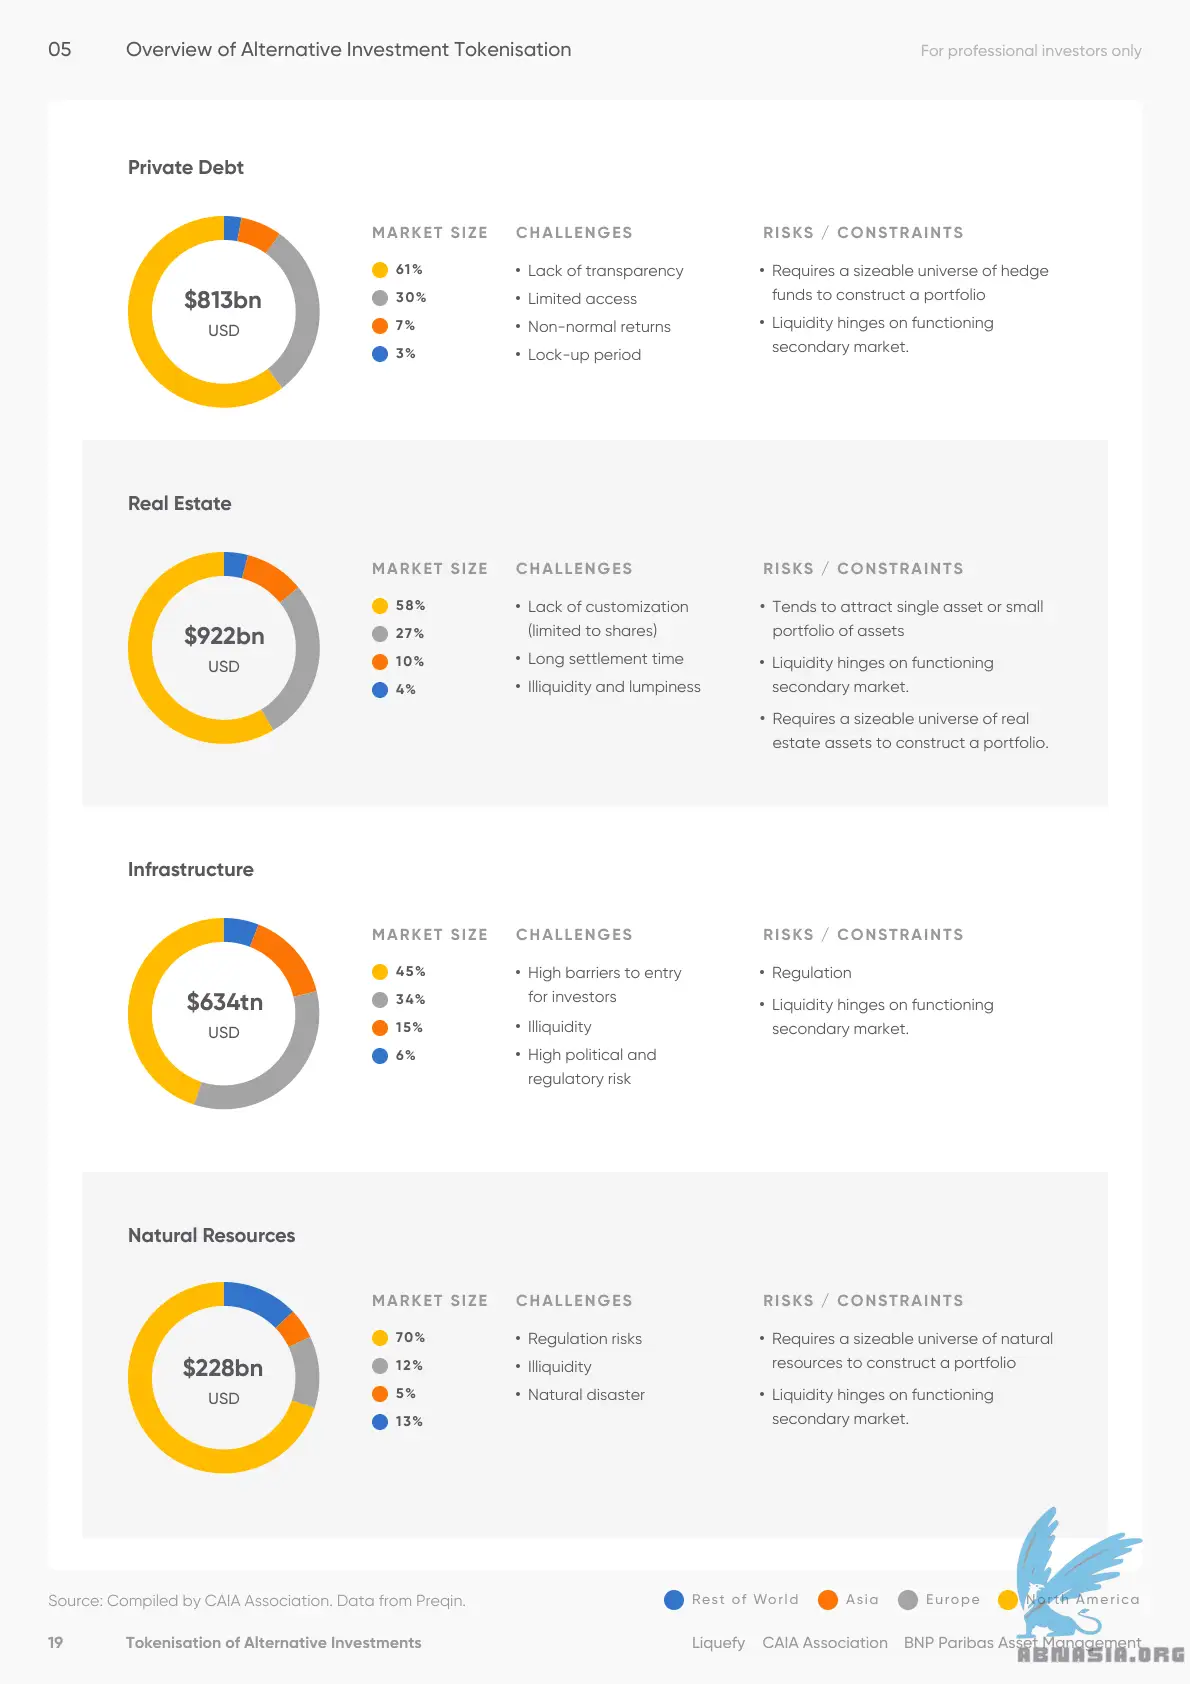 05 Overview of Alternative Investment Tokenisation For professional investors only
Private Debt
$813bn
USD
MARKET SIZE
61%
30%
7%
3%
CHALLENGES
• Lack of transparency
• Limited access
• Non-normal returns
• Lock-up period
RISKS / CONSTRAINTS
• Requires a sizeable universe of hedge
funds to construct a portfolio
• Liquidity hinges on functioning
secondary market.
Real Estate
$922bn
USD
MARKET SIZE
58%
27%
10%
4%
CHALLENGES
• Lack of customization
(limited to shares)
• Long settlement time
• Illiquidity and lumpiness
RISKS / CONSTRAINTS
• Tends to attract single asset or small
portfolio of assets
• Liquidity hinges on functioning
secondary market.
• Requires a sizeable universe of real
estate assets to construct a portfolio.
Infrastructure
$634tn
USD
MARKET SIZE
45%
34%
15%
6%
CHALLENGES
• High barriers to entry
for investors
• Illiquidity
• High political and
regulatory risk
RISKS / CONSTRAINTS
• Regulation
• Liquidity hinges on functioning
secondary market.
Natural Resources
$228bn
USD
MARKET SIZE
70%
12%
5%
13%
CHALLENGES
• Regulation risks
• Illiquidity
• Natural disaster
RISKS / CONSTRAINTS
• Requires a sizeable universe of natural
resources to construct a portfolio
• Liquidity hinges on functioning
secondary market.
Source: Compiled by CAIA Association. Data from Preqin.
Rest of World Asia Europe North America
19 Tokenisation of Alternative Investments Liquefy CAIA Association BNP Paribas Asset Management
ABMASIA.ORG